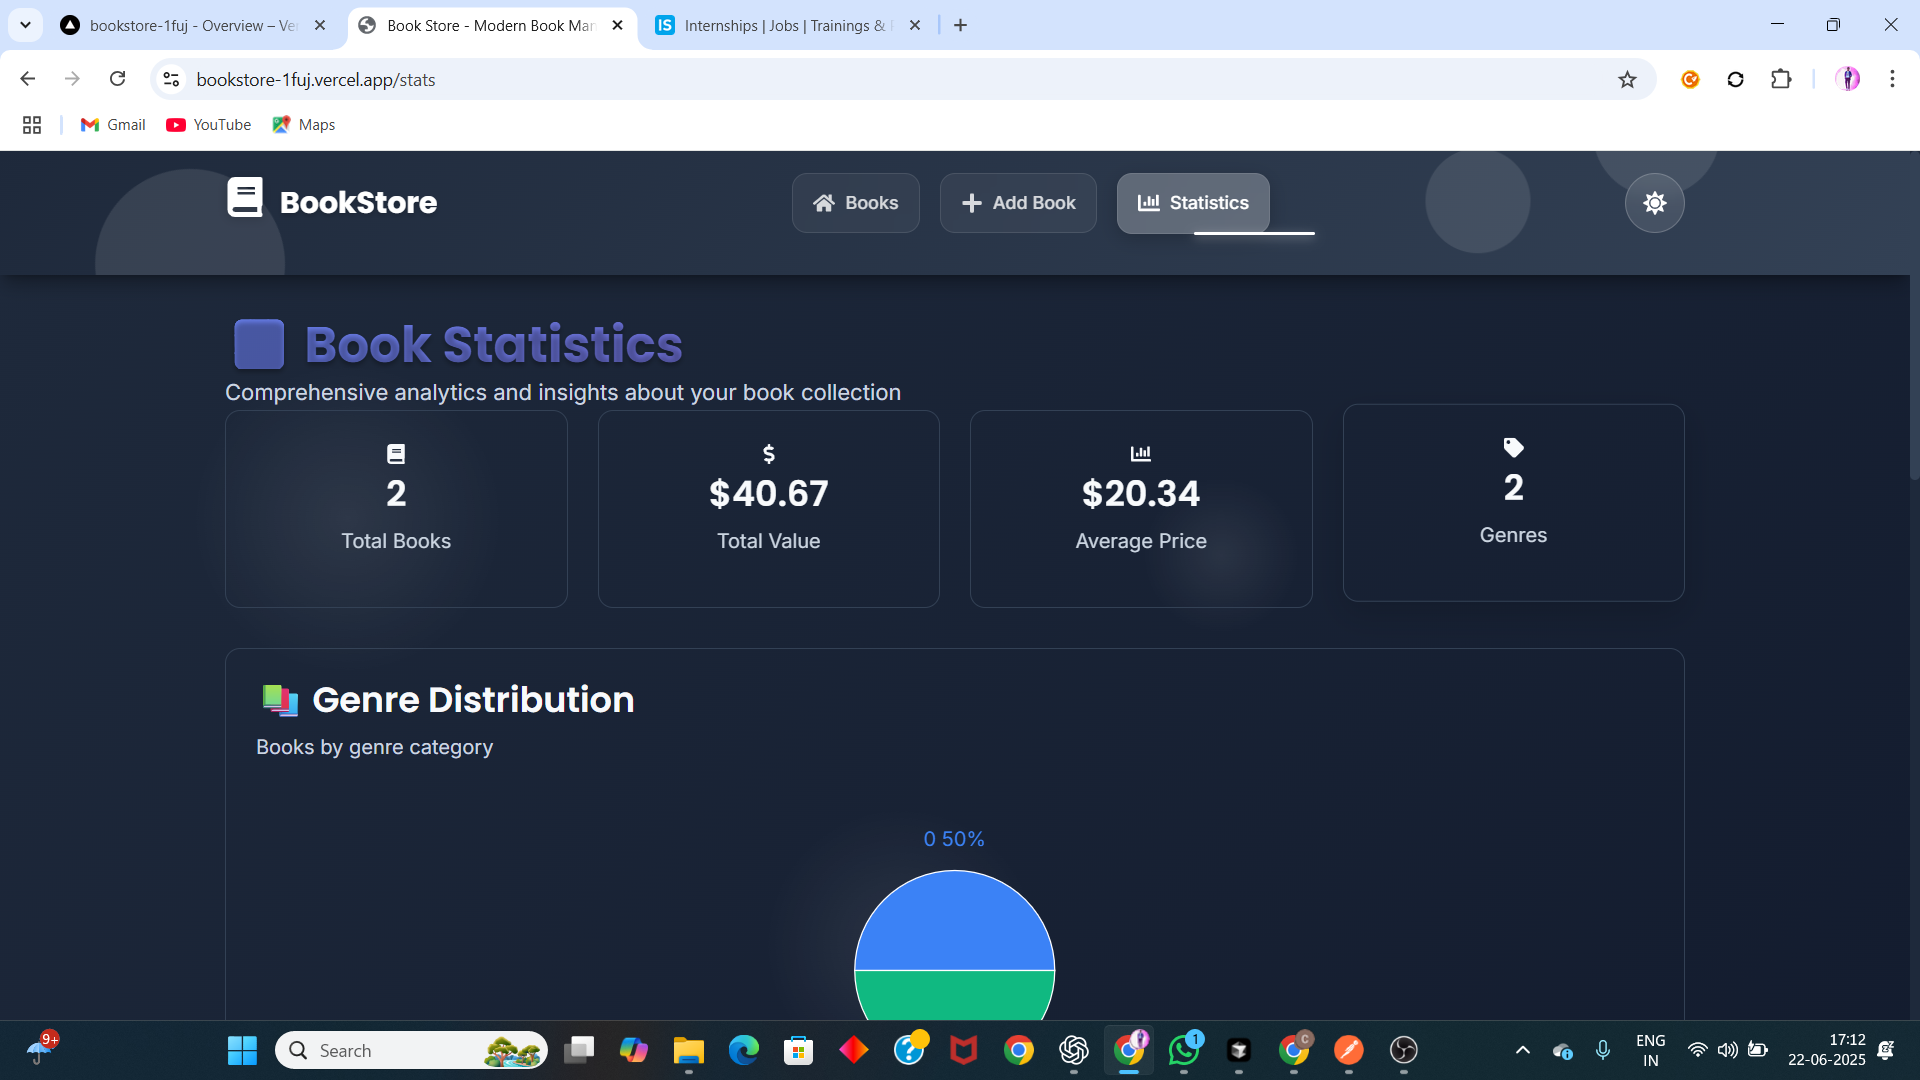 bookstore-1fuj - Overview – Ve
Book Store - Modern Book Man
IS
Internships | Jobs | Trainings &
bookstore-1fuj.vercel.app/stats
Gmail
YouTube
Maps
BookStore
Books
Add Book
Statistics
Book Statistics
Comprehensive analytics and insights about your book collection
2
Total Books
$
$40.67
Total Value
$20.34
Average Price
2
Genres
Genre Distribution
Books by genre category
0 50%
9+
Search
1
C
ENG
IN
17:12
22-06-2025